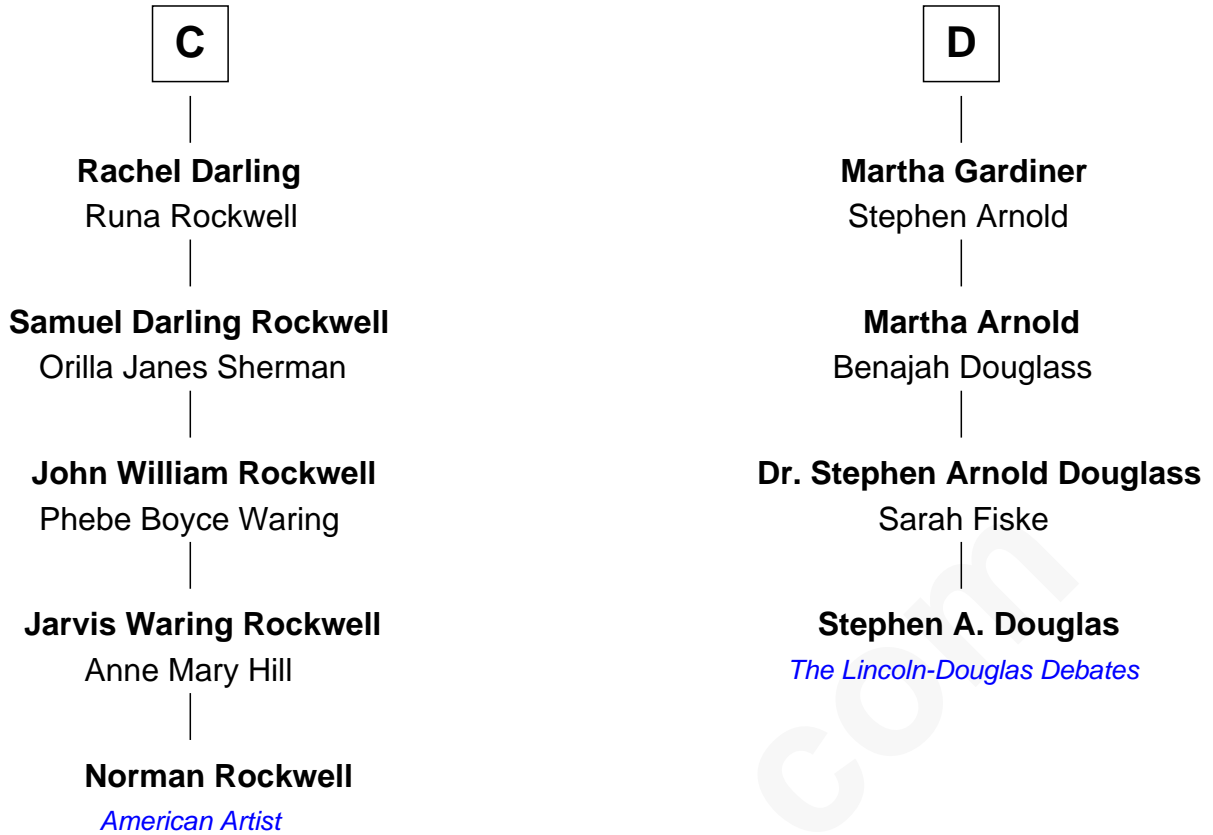 C
Rachel Darling
Runa Rockwell
Samuel Darling Rockwell
Orilla Janes Sherman
John William Rockwell
Phebe Boyce Waring
Jarvis Waring Rockwell
Anne Mary Hill
Norman Rockwell
American Artist
D
Martha Gardiner
Stephen Arnold
Martha Arnold
Benajah Douglass
Dr. Stephen Arnold Douglass
Sarah Fiske
Stephen A. Douglas
The Lincoln-Douglas Debates
com